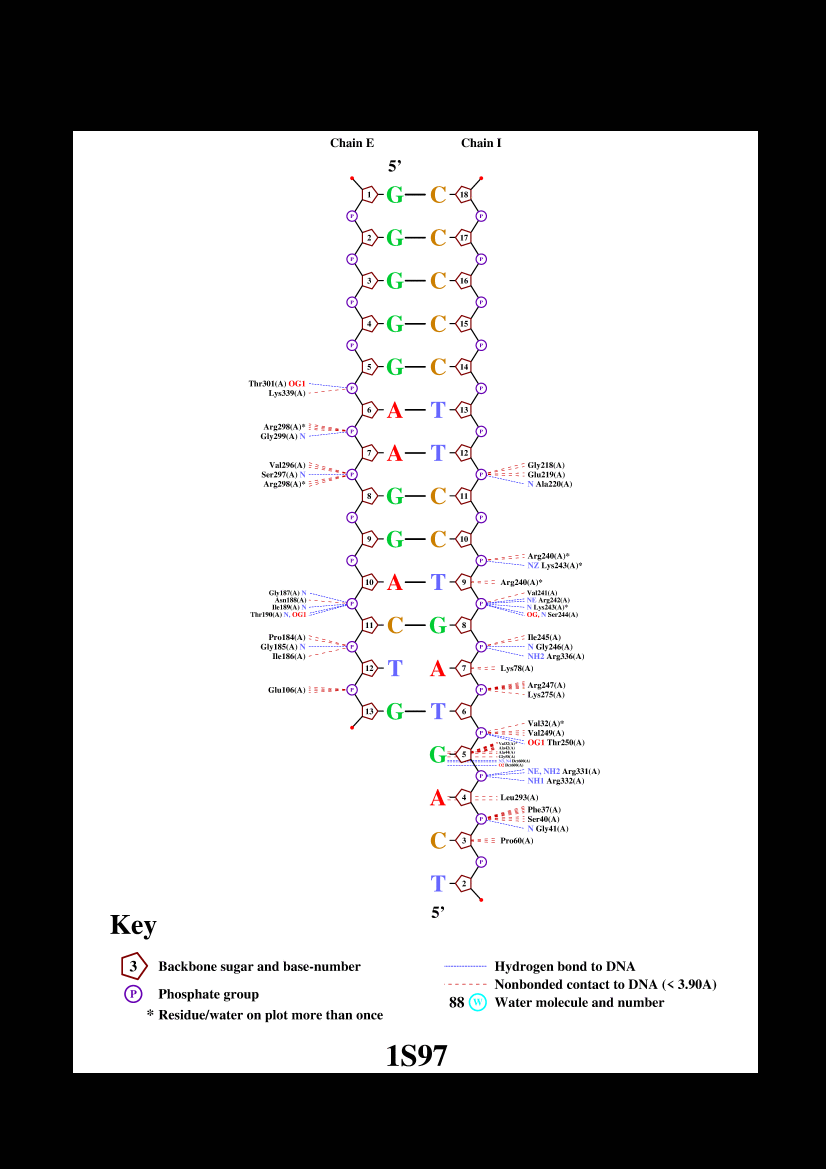 Chain E Chain I
5’
1 G C 18
P P
2 G C 17
P P
3 G C 16
P P
4 G C 15
P P
5 G C 14
Thr301(A) OG1
P P
Lys339(A)
6 A T 13
Arg298(A)*
P P
Gly299(A) N
7 A T 12
Val296(A) Gly218(A)
Ser297(A) N P P Glu219(A)
Arg298(A)* N Ala220(A)
8 G C 11
P P
9 G C 10
Arg240(A)*
P P
NZ Lys243(A)*
10 A T 9 Arg240(A)*
Gly187(A) N Val241(A)
Asn188(A) NE Arg242(A)
P P
Ile189(A) N N Lys243(A)*
Thr190(A) N, OG1 OG, N Ser244(A)
11 C G 8
Pro184(A) Ile245(A)
Gly185(A) N P P N Gly246(A)
Ile186(A) NH2 Arg336(A)
12 T A 7 Lys78(A)
Arg247(A)
Glu106(A) P P
Lys275(A)
13 G T 6
Val32(A)*
P Val249(A)
OG1 Thr250(A)
G 5
NE, NH2 Arg331(A)
P
NH1 Arg332(A)
A 4 Leu293(A)
Phe37(A)
P Ser40(A)
N Gly41(A)
C 3 Pro60(A)
P
T 2
5’
Key
3 Backbone sugar and base-number Hydrogen bond to DNA
Nonbonded contact to DNA (< 3.90A)
P Phosphate group
88 W Water molecule and number
* Residue/water on plot more than once
1S97